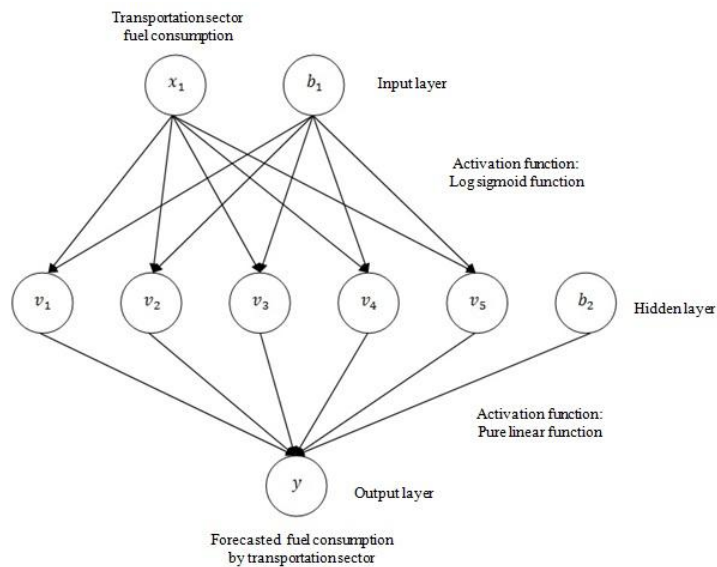 Transportation sector
fuel consumption
x₁
b₁
Input layer
Activation function:
Log sigmoid function
v₁
v₂
v₃
v₄
v₅
b₂
Hidden layer
Activation function:
Pure linear function
y
Output layer
Forecasted fuel consumption
by transportation sector